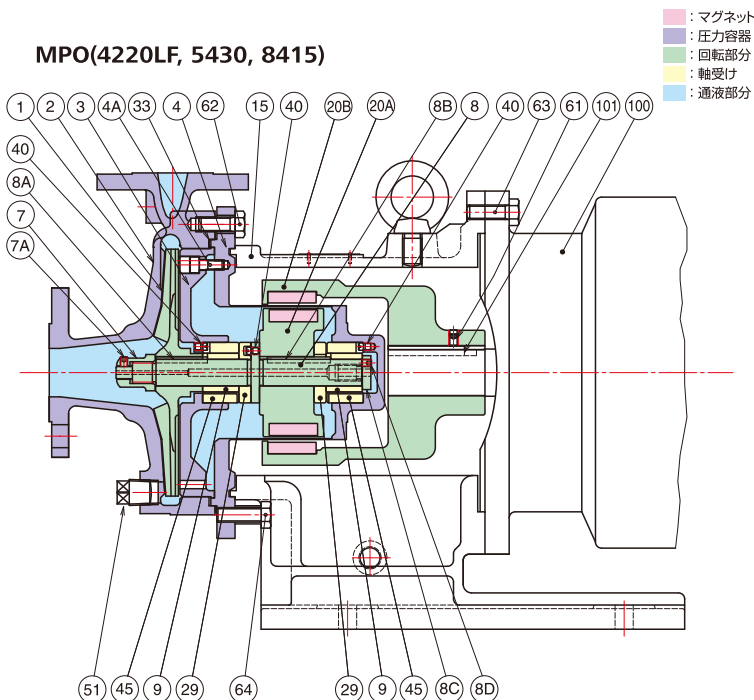 : マグネット
: 圧力容器
: 回転部分
: 軸受け
: 通液部分
MPO(4220LF, 5430, 8415)
1 2 3 4A 33 4 62 15 40 20B 20A 8B 8 40 63 61 101 100
40
8A
7
7A
51 45 9 29 64 29 9 45 8C 8D